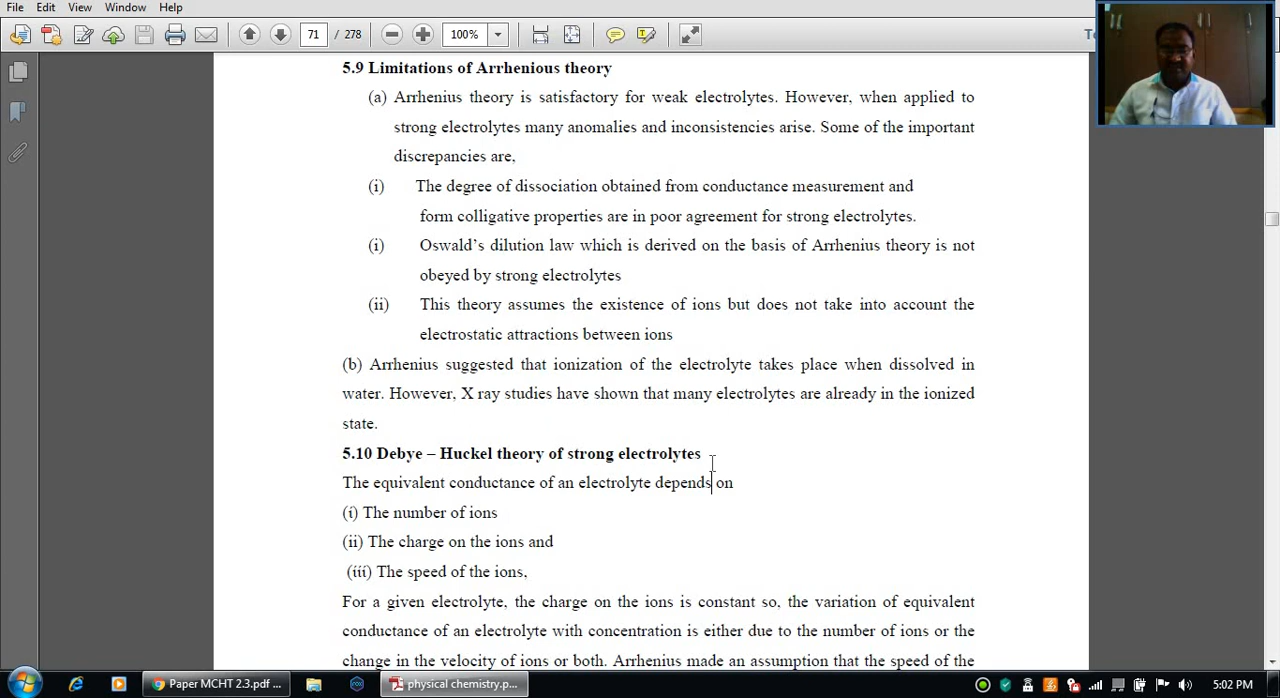 File Edit View Window Help
71 / 278 100%
5.9 Limitations of Arrhenious theory
(a) Arrhenius theory is satisfactory for weak electrolytes. However, when applied to
strong electrolytes many anomalies and inconsistencies arise. Some of the important
discrepancies are,
(i) The degree of dissociation obtained from conductance measurement and
form colligative properties are in poor agreement for strong electrolytes.
(i) Oswald's dilution law which is derived on the basis of Arrhenius theory is not
obeyed by strong electrolytes
(ii) This theory assumes the existence of ions but does not take into account the
electrostatic attractions between ions
(b) Arrhenius suggested that ionization of the electrolyte takes place when dissolved in
water. However, X ray studies have shown that many electrolytes are already in the ionized
state.
5.10 Debye – Huckel theory of strong electrolytes
The equivalent conductance of an electrolyte depends on
(i) The number of ions
(ii) The charge on the ions and
(iii) The speed of the ions,
For a given electrolyte, the charge on the ions is constant so, the variation of equivalent
conductance of an electrolyte with concentration is either due to the number of ions or the
change in the velocity of ions or both. Arrhenius made an assumption that the speed of the
Paper MCHT 2.3.pdf ... physical chemistry.p... 5:02 PM